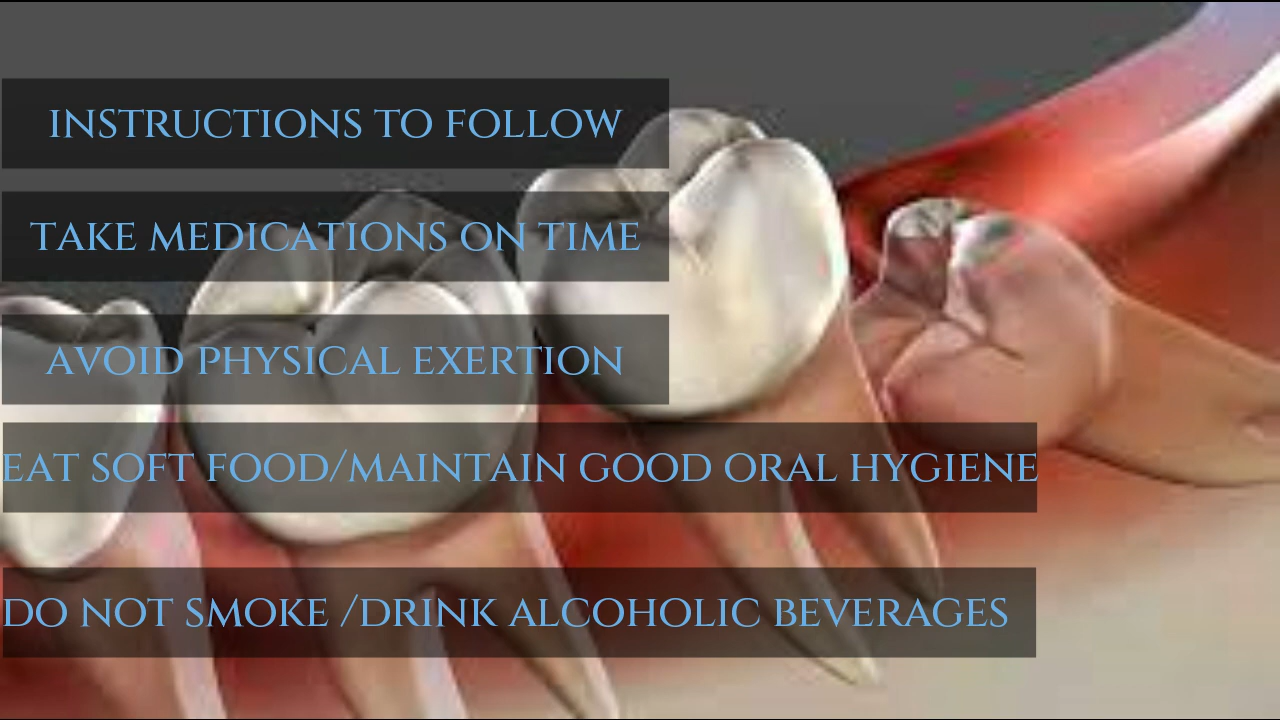 INSTRUCTIONS TO FOLLOW
TAKE MEDICATIONS ON TIME
AVOID PHYSICAL EXERTION
EAT SOFT FOOD/MAINTAIN GOOD ORAL HYGIENE
DO NOT SMOKE /DRINK ALCOHOLIC BEVERAGES